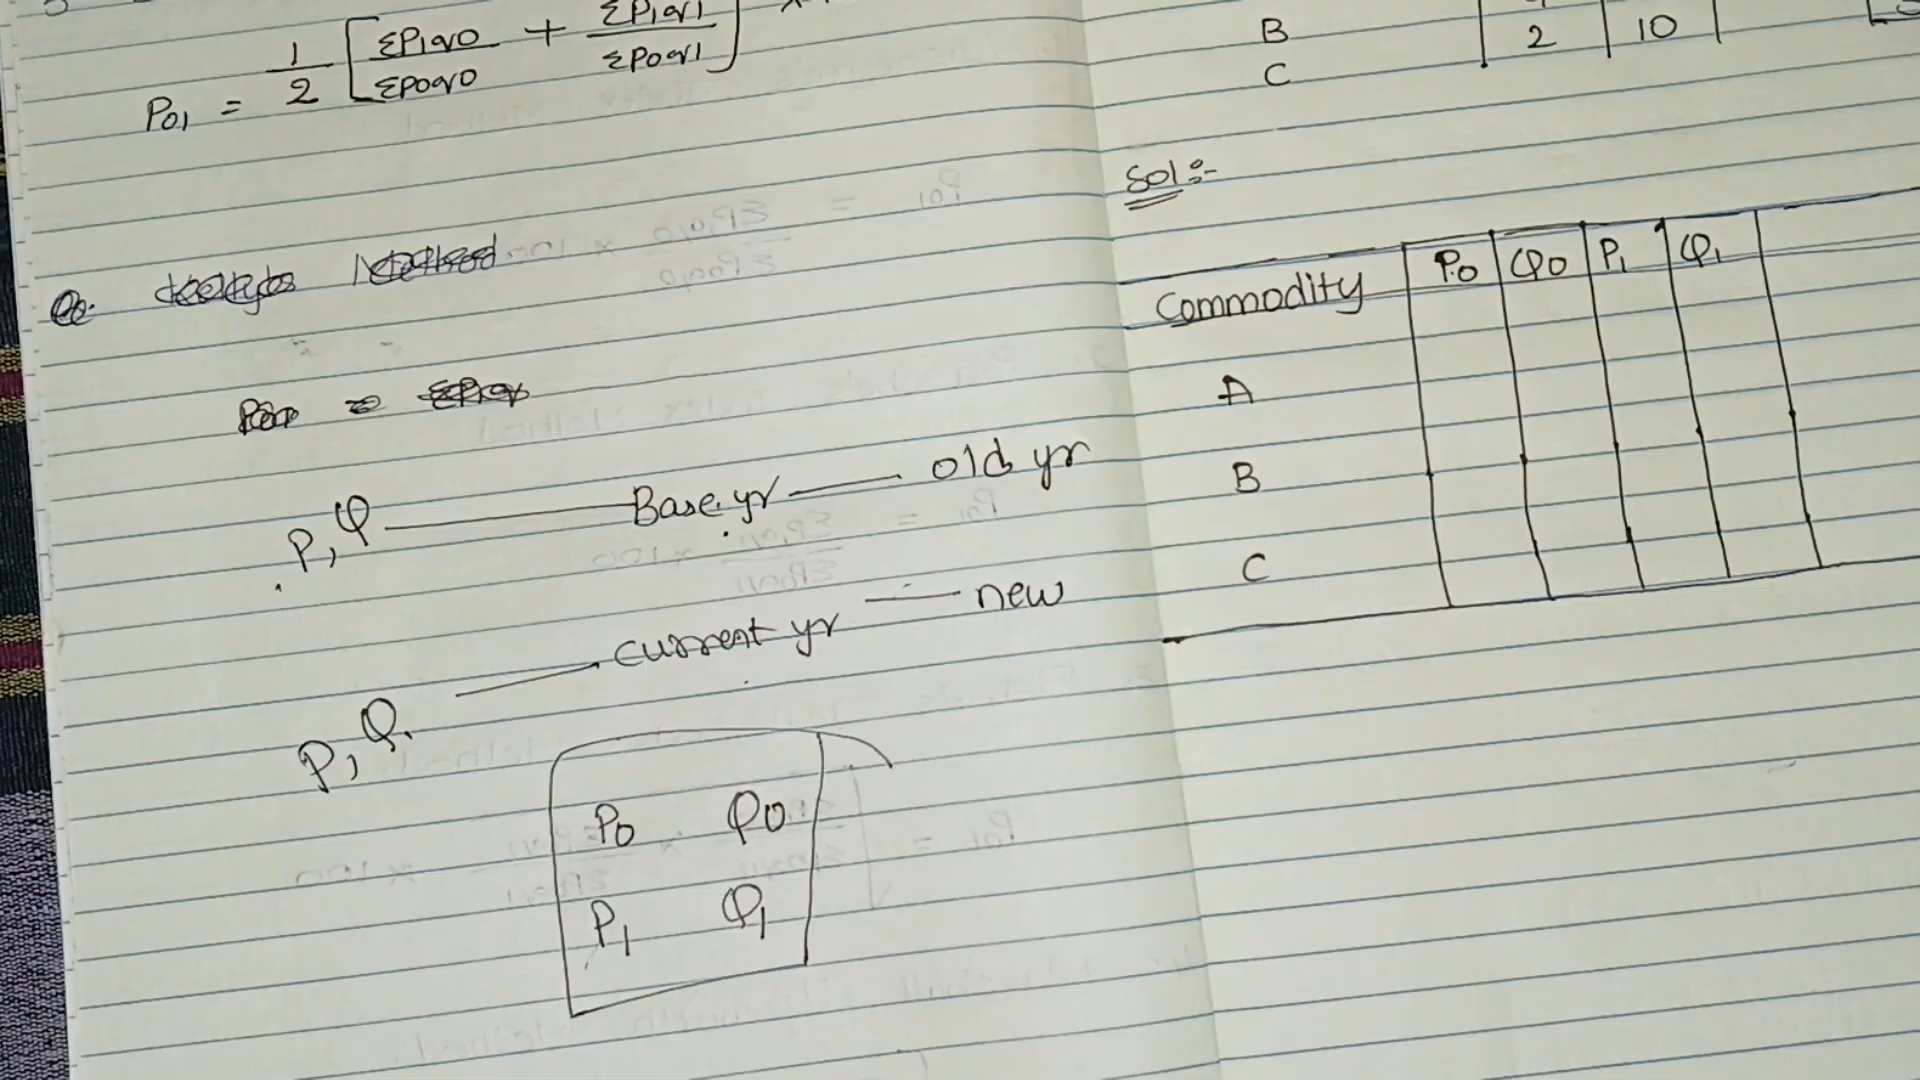 P01 = 1/2 [ΣP1q0/ΣP0q0 + ΣP1q1/ΣP0q1] ×
P, Q — Base yr — old yr
P, Q. — current yr — new
P0 Q0
P1 Q1
B 2 10
C
Sol :-
Commodity P0 Q0 P1 Q1
A
B
C